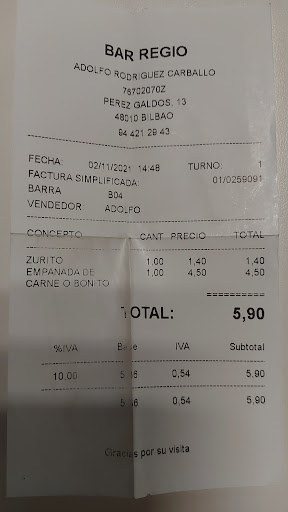 BAR REGIO
ADOLFO RODRIGUEZ CARBALLO
76702070Z
PEREZ GALDOS, 13
48010 BILBAO
94 421 29 43
FECHA: 02/11/2021 14:48 TURNO: 1
FACTURA SIMPLIFICADA: 01/0259091
BARRA B04
VENDEDOR: ADOLFO
CONCEPTO CANT PRECIO TOTAL
ZURITO 1,00 1,40 1,40
EMPANADA DE 1,00 4,50 4,50
CARNE O BONITO
==========
TOTAL: 5,90
%IVA Base IVA Subtotal
10.00 5,36 0,54 5,90
5,36 0,54 5,90
Gracias por su visita